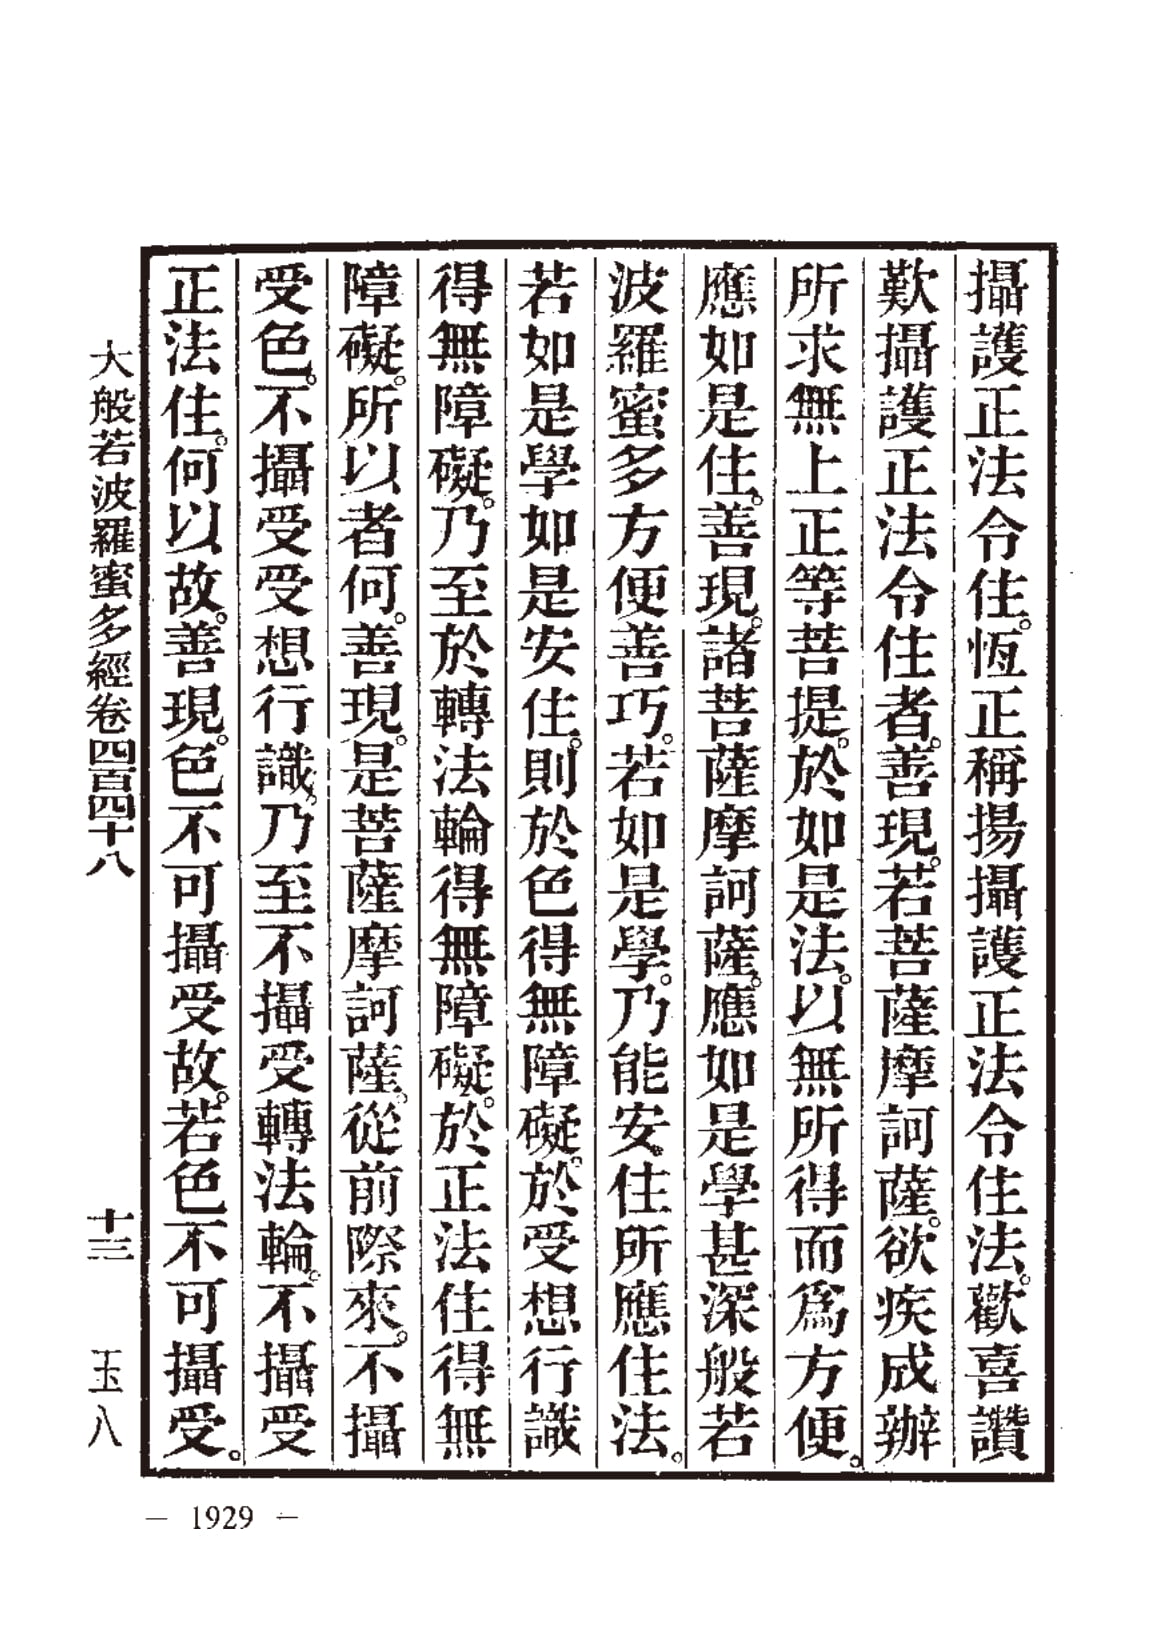 攝護正法令住。恆正稱揚攝護正法令住法。歡喜讚
歎攝護正法令住者。善現。若菩薩摩訶薩。欲疾成辦
所求無上正等菩提。於如是法。以無所得而爲方便。
應如是住。善現。諸菩薩摩訶薩。應如是學甚深般若
波羅蜜多方便善巧。若如是學。乃能安住所應住法。
若如是學如是安住。則於色得無障礙。於受想行識
得無障礙。乃至於轉法輪得無障礙。於正法住得無
障礙。所以者何。善現。是菩薩摩訶薩。從前際來。不攝
受色。不攝受受想行識。乃至不攝受轉法輪。不攝受
正法住。何以故。善現。色不可攝受故。若色不可攝受。
大般若波羅蜜多經卷四百四十八 十三 玉八
— 1929 —